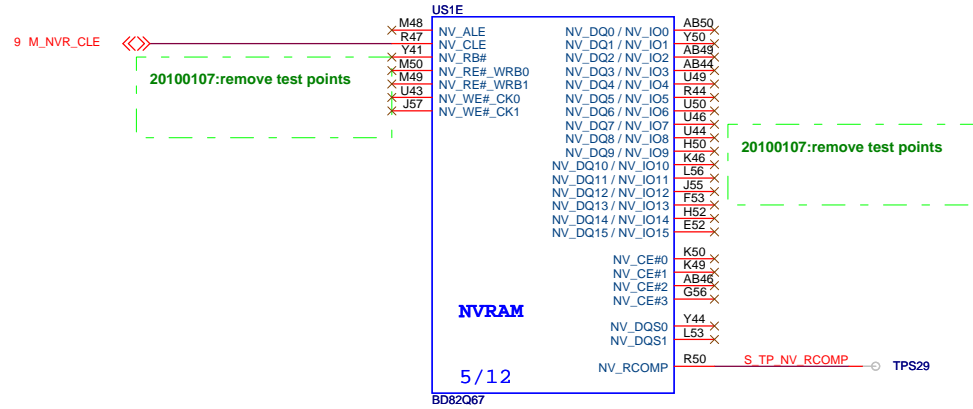 US1E
9 M_NVR_CLE
M48 NV_ALE
R47 NV_CLE
Y41 NV_RB#
M50 NV_RE#_WRB0
M49 NV_RE#_WRB1
U43 NV_WE#_CK0
J57 NV_WE#_CK1
20100107:remove test points
NV_DQ0 / NV_IO0 AB50
NV_DQ1 / NV_IO1 Y50
NV_DQ2 / NV_IO2 AB49
NV_DQ3 / NV_IO3 AB44
NV_DQ4 / NV_IO4 U49
NV_DQ5 / NV_IO5 R44
NV_DQ6 / NV_IO6 U50
NV_DQ7 / NV_IO7 U46
NV_DQ8 / NV_IO8 U44
NV_DQ9 / NV_IO9 H50
NV_DQ10 / NV_IO10 K46
NV_DQ11 / NV_IO11 L56
NV_DQ12 / NV_IO12 J55
NV_DQ13 / NV_IO13 F53
NV_DQ14 / NV_IO14 H52
NV_DQ15 / NV_IO15 E52
20100107:remove test points
NV_CE#0 K50
NV_CE#1 K49
NV_CE#2 AB46
NV_CE#3 G56
NVRAM
NV_DQS0 Y44
NV_DQS1 L53
NV_RCOMP R50 S_TP_NV_RCOMP TPS29
5/12
BD82Q67